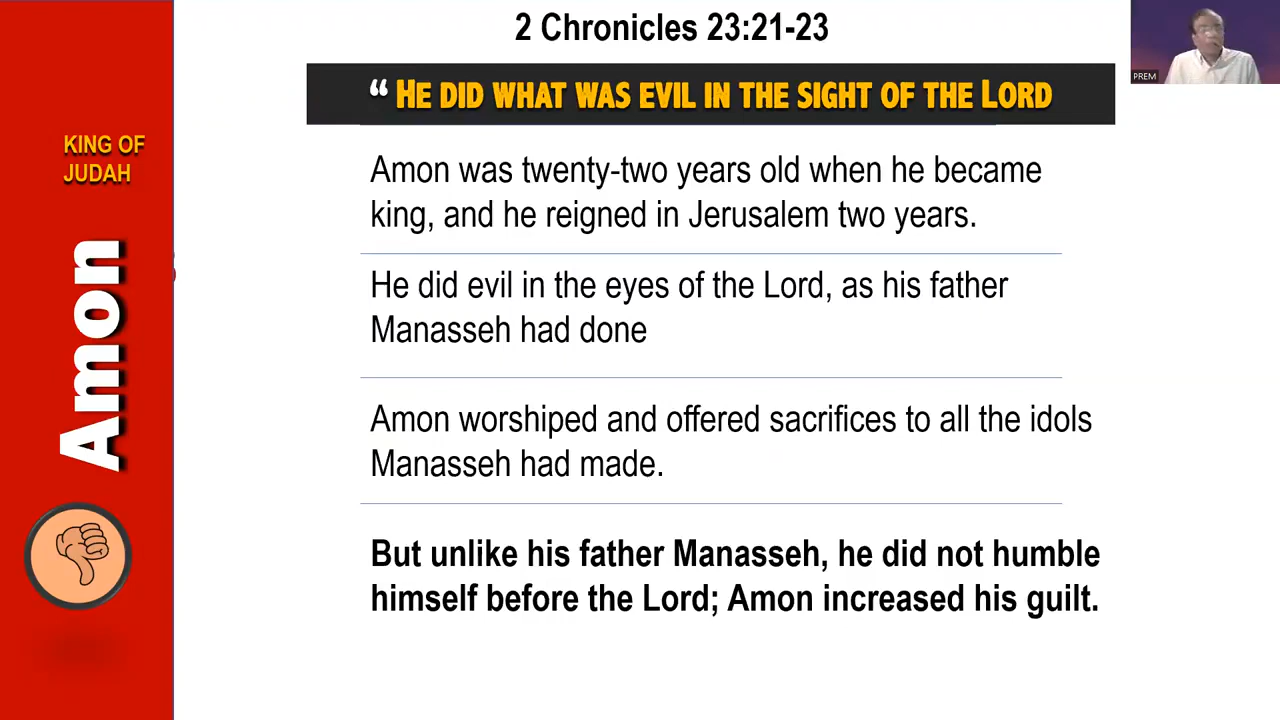 2 Chronicles 23:21-23
PREM
“ HE DID WHAT WAS EVIL IN THE SIGHT OF THE LORD
KING OF
JUDAH
Amon
Amon was twenty-two years old when he became
king, and he reigned in Jerusalem two years.
He did evil in the eyes of the Lord, as his father
Manasseh had done
Amon worshiped and offered sacrifices to all the idols
Manasseh had made.
But unlike his father Manasseh, he did not humble
himself before the Lord; Amon increased his guilt.